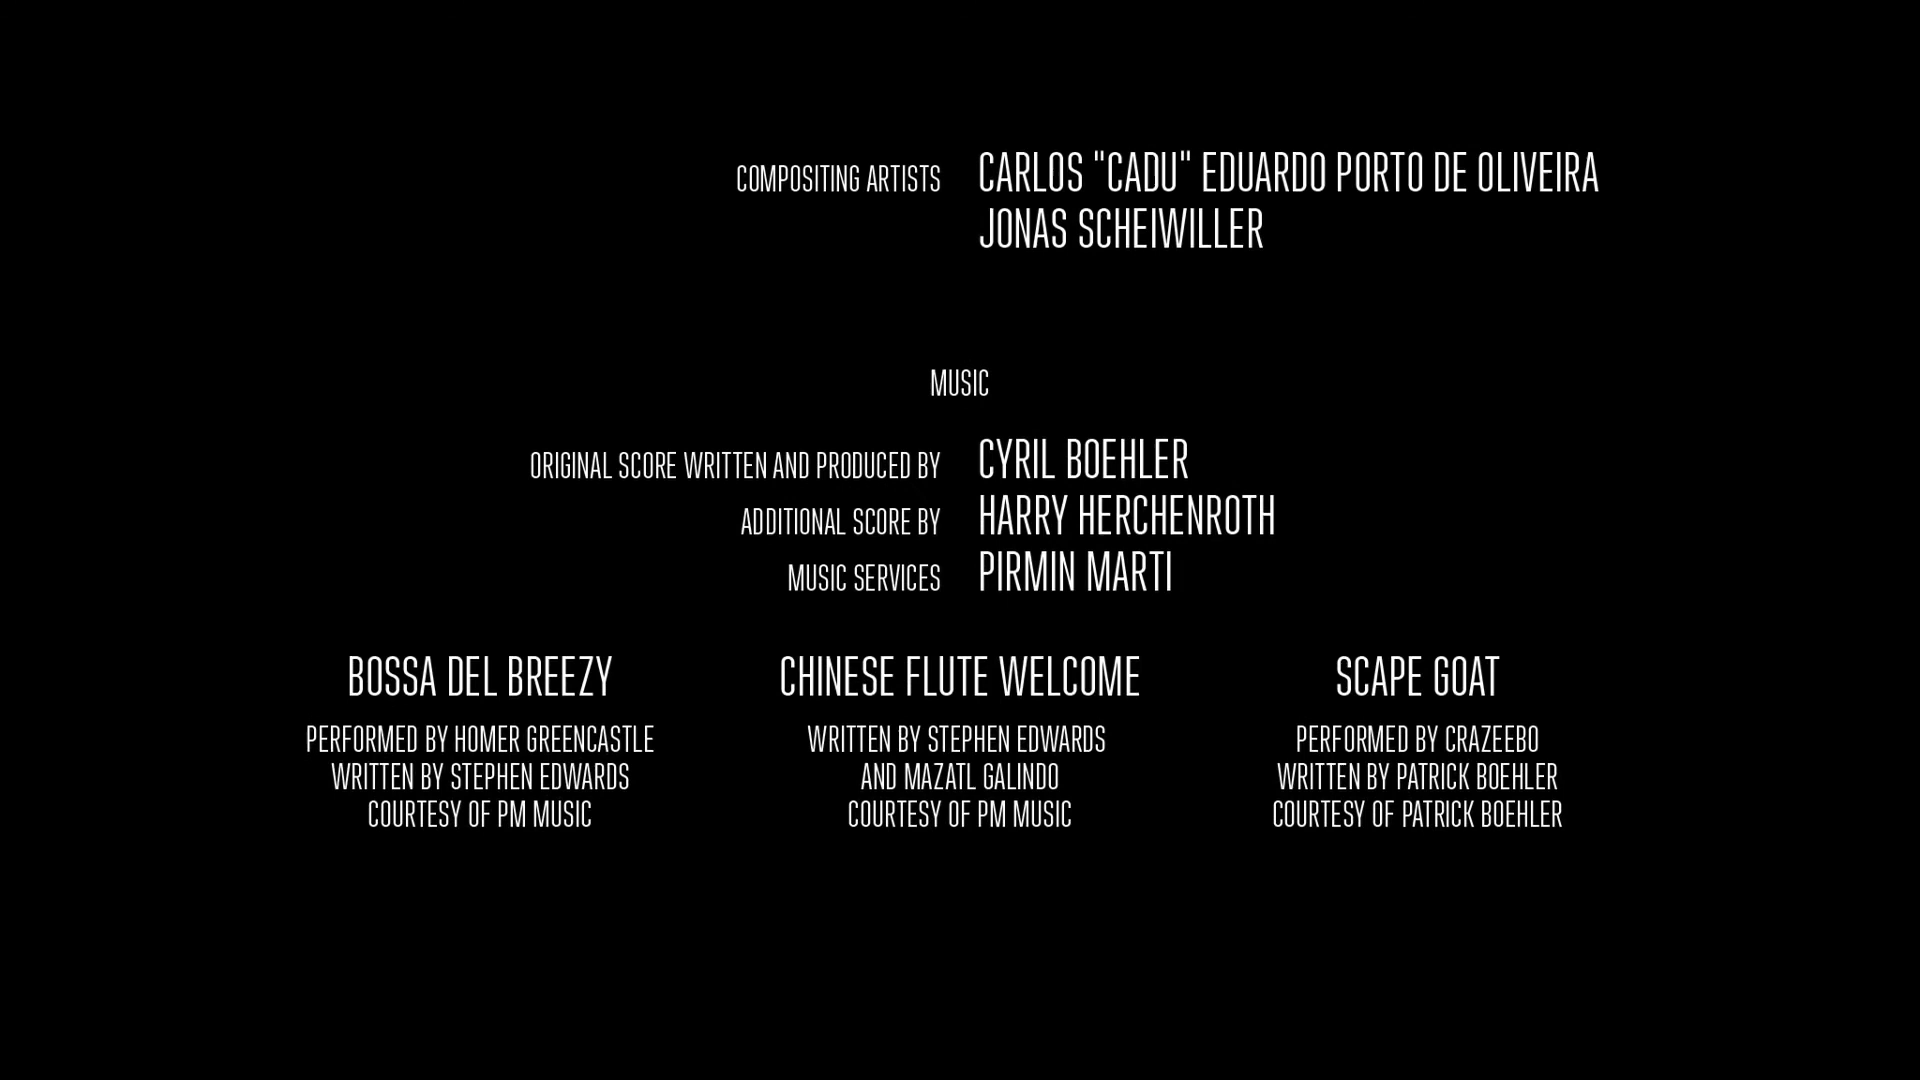 COMPOSITING ARTISTS CARLOS "CADU" EDUARDO PORTO DE OLIVEIRA
JONAS SCHEIWILLER
MUSIC
ORIGINAL SCORE WRITTEN AND PRODUCED BY CYRIL BOEHLER
ADDITIONAL SCORE BY HARRY HERCHENROTH
MUSIC SERVICES PIRMIN MARTI
BOSSA DEL BREEZY
PERFORMED BY HOMER GREENCASTLE
WRITTEN BY STEPHEN EDWARDS
COURTESY OF PM MUSIC
CHINESE FLUTE WELCOME
WRITTEN BY STEPHEN EDWARDS
AND MAZATL GALINDO
COURTESY OF PM MUSIC
SCAPE GOAT
PERFORMED BY CRAZEEBO
WRITTEN BY PATRICK BOEHLER
COURTESY OF PATRICK BOEHLER